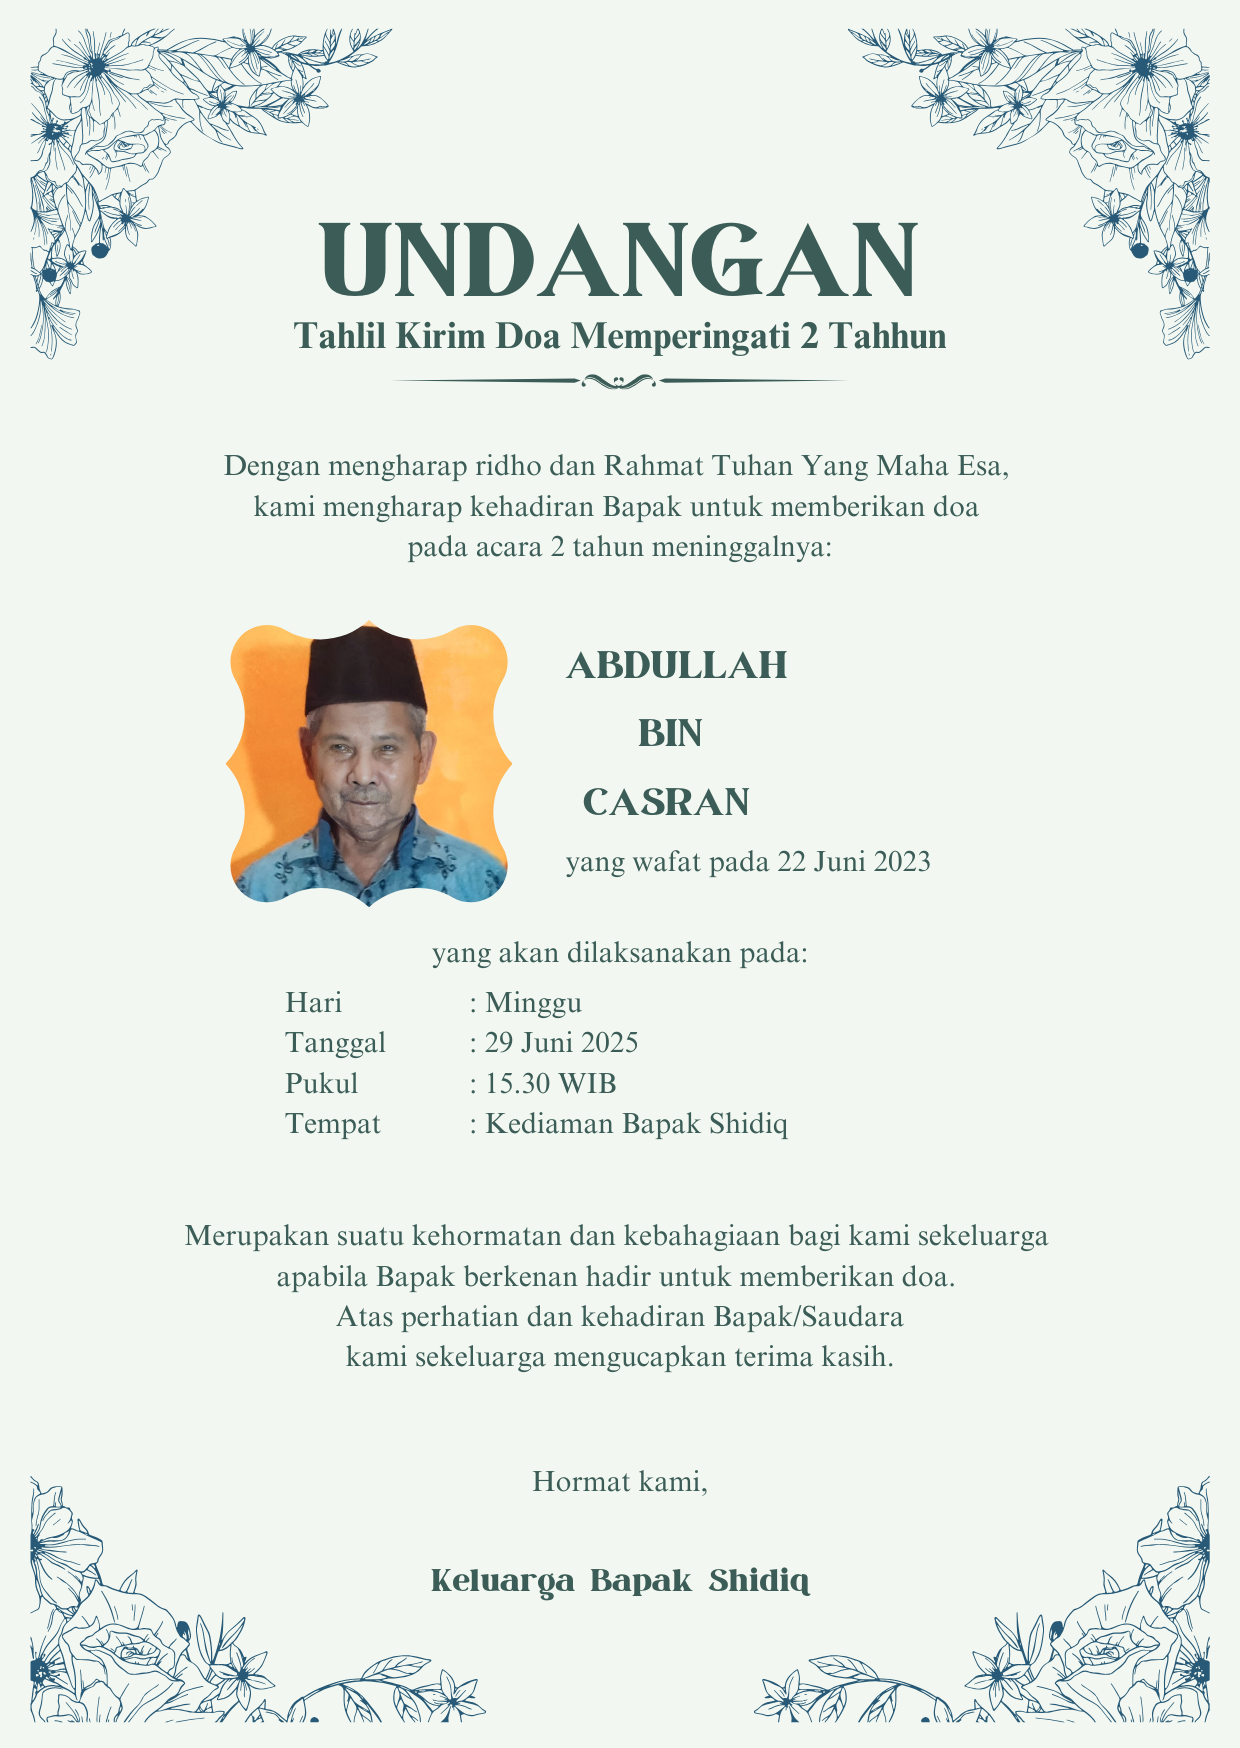 UNDANGAN
Tahlil Kirim Doa Memperingati 2 Tahhun
Dengan mengharap ridho dan Rahmat Tuhan Yang Maha Esa,
kami mengharap kehadiran Bapak untuk memberikan doa
pada acara 2 tahun meninggalnya:
ABDULLAH
BIN
CASRAN
yang wafat pada 22 Juni 2023
yang akan dilaksanakan pada:
Hari : Minggu
Tanggal : 29 Juni 2025
Pukul : 15.30 WIB
Tempat : Kediaman Bapak Shidiq
Merupakan suatu kehormatan dan kebahagiaan bagi kami sekeluarga
apabila Bapak berkenan hadir untuk memberikan doa.
Atas perhatian dan kehadiran Bapak/Saudara
kami sekeluarga mengucapkan terima kasih.
Hormat kami,
Keluarga Bapak Shidiq